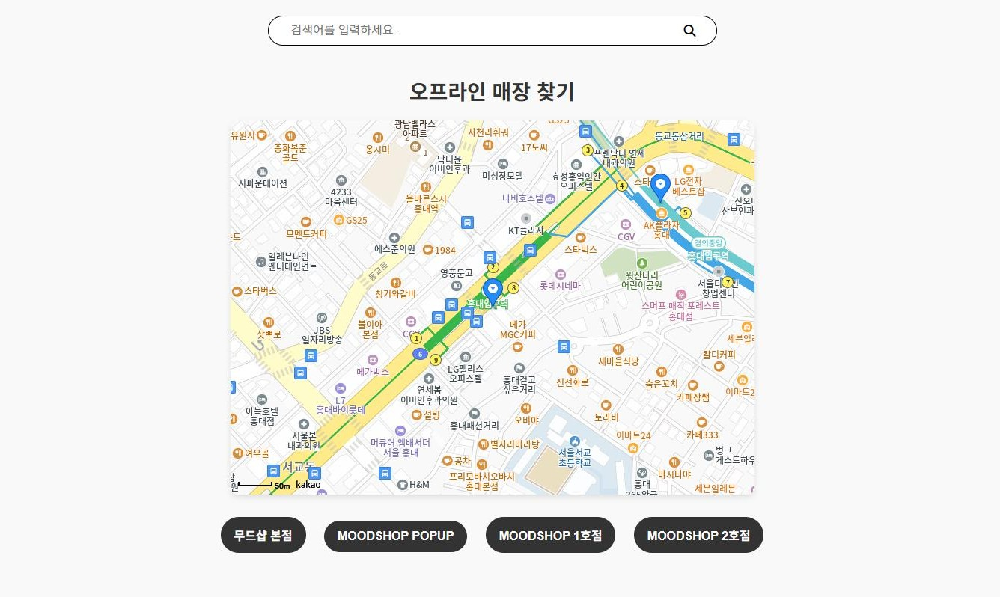 검색어를 입력하세요.
오프라인 매장 찾기
광남벨라스
아파트
1
GS25
유원지
중화복춘
골드
옹시미
사천리훠궈
17도씨
닥터윤
이비인후과
미성장모텔
3
프렌닥터 연세
내과의원
동교동삼거리
지파운데이션
4233
마음센터
올바른스시
홍대역
효성홍익인간
오피스텔
나비호스텔
4
LG전자
베스트샵
진오비
산부인과
모멘트커피
GS25
KT플라자
CGV
AK플라자
홍대
5
일레븐나인
엔터테인먼트
에스준의원
1984
스타벅스
경의중앙
홍대입구역
동교로
영풍문고
2
윗잔다리
어린이공원
롯데시네마
서울디
인
창업센터
7
스타벅스
청기와갈비
8
홍대입구역
스머프 매직 포레스트
홍대점
삿뽀로
JBS
일자리방송
불이아
본점
1
메가
MGC커피
6
9
메가박스
LG팰리스
오피스텔
홍대걷고
싶은거리
새마을식당
신선화로
칼디커피
숨은꼬치
카페장쌤
L7
홍대바이롯데
연세봄
이비인후과의원
아늑호텔
홍대점
설빙
홍대패션거리
오비야
토라비
이마트24
카페333
서울본
내과의원
머큐어 앰배서더
서울 홍대
별자리마라탕
서울서교
초등학교
벙크
게스트하우
여우골
공차
마시타야
서교동
프리모바치오바치
홍대본점
홍대
세븐일레븐
50m
kakao
H&M
무드샵 본점
MOODSHOP POPUP
MOODSHOP 1호점
MOODSHOP 2호점